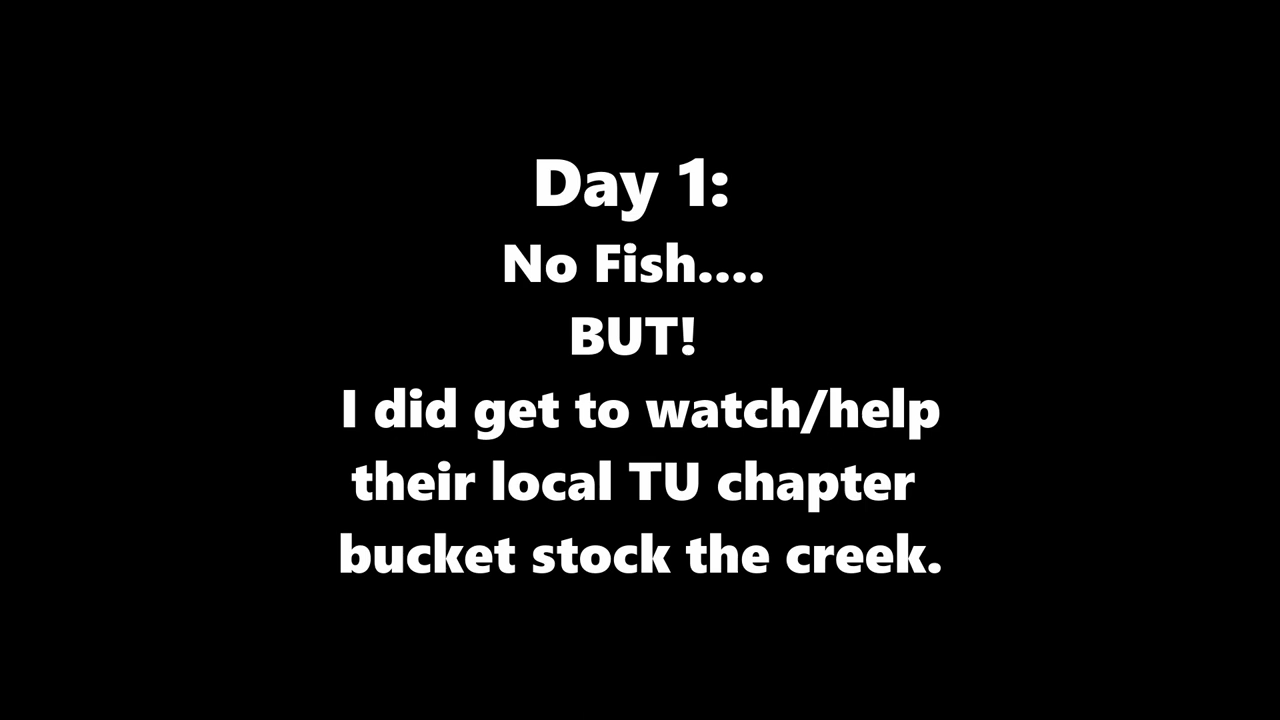 Day 1:
No Fish....
BUT!
I did get to watch/help
their local TU chapter
bucket stock the creek.